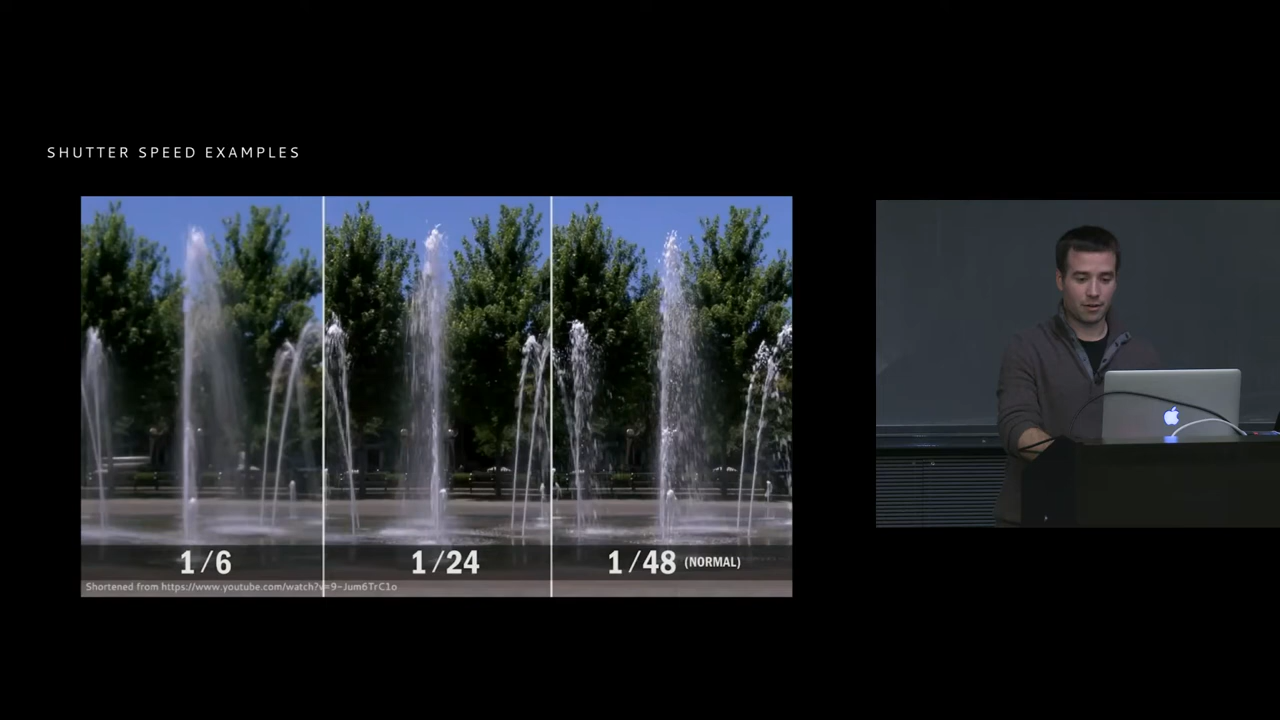 SHUTTER SPEED EXAMPLES
1/6
1/24
1/48 (NORMAL)
Shortened from https://www.youtube.com/watch?v=9-Jum6TrC1o